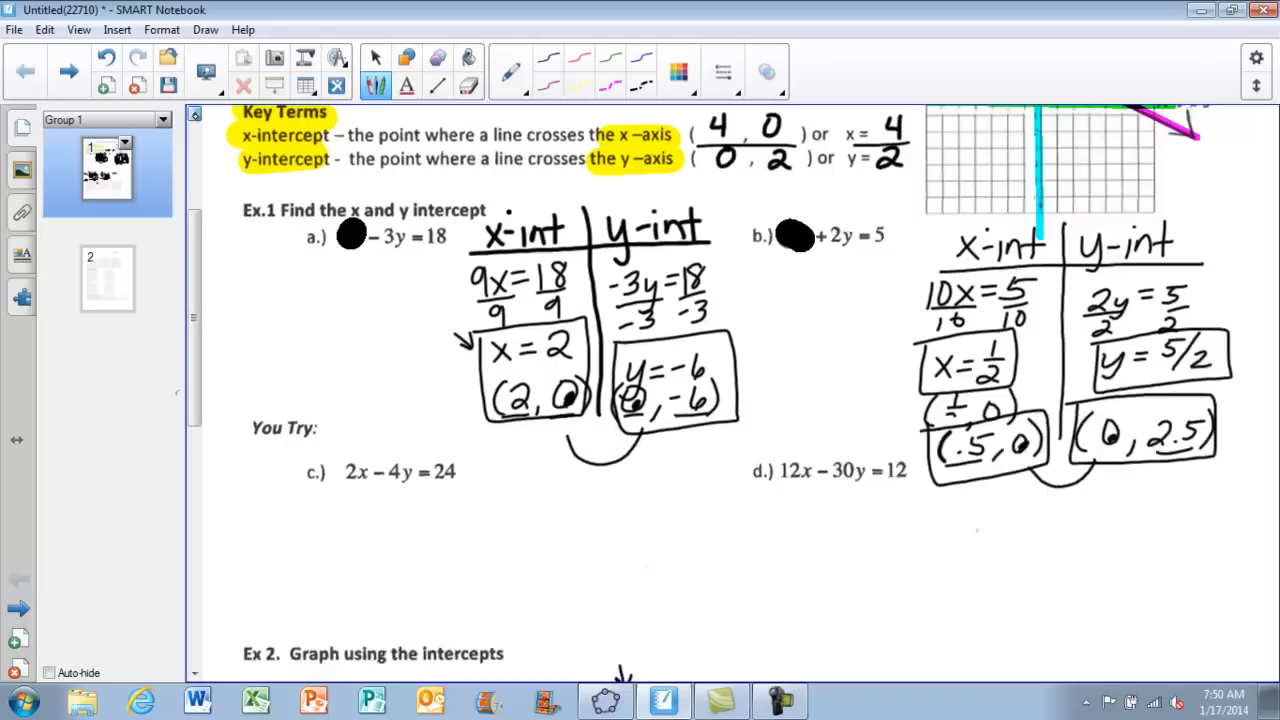 Untitled(22710) * - SMART Notebook
File Edit View Insert Format Draw Help
Group 1
1
2
Key Terms
x-intercept – the point where a line crosses the x –axis ( 4 , 0 ) or x = 4
y-intercept - the point where a line crosses the y –axis ( 0 , 2 ) or y = 2
Ex.1 Find the x and y intercept
a.) – 3y = 18
x-int y-int
9x = 18 -3y = 18
9 9 -3 -3
x = 2 y = -6
(2, 0) (0, -6)
b.) + 2y = 5
x-int y-int
10x = 5 2y = 5
10 10 2 2
x = 1/2 y = 5/2
(.5, 0) (0, 2.5)
You Try:
c.) 2x – 4y = 24
d.) 12x – 30y = 12
Ex 2. Graph using the intercepts
Auto-hide
7:50 AM
1/17/2014